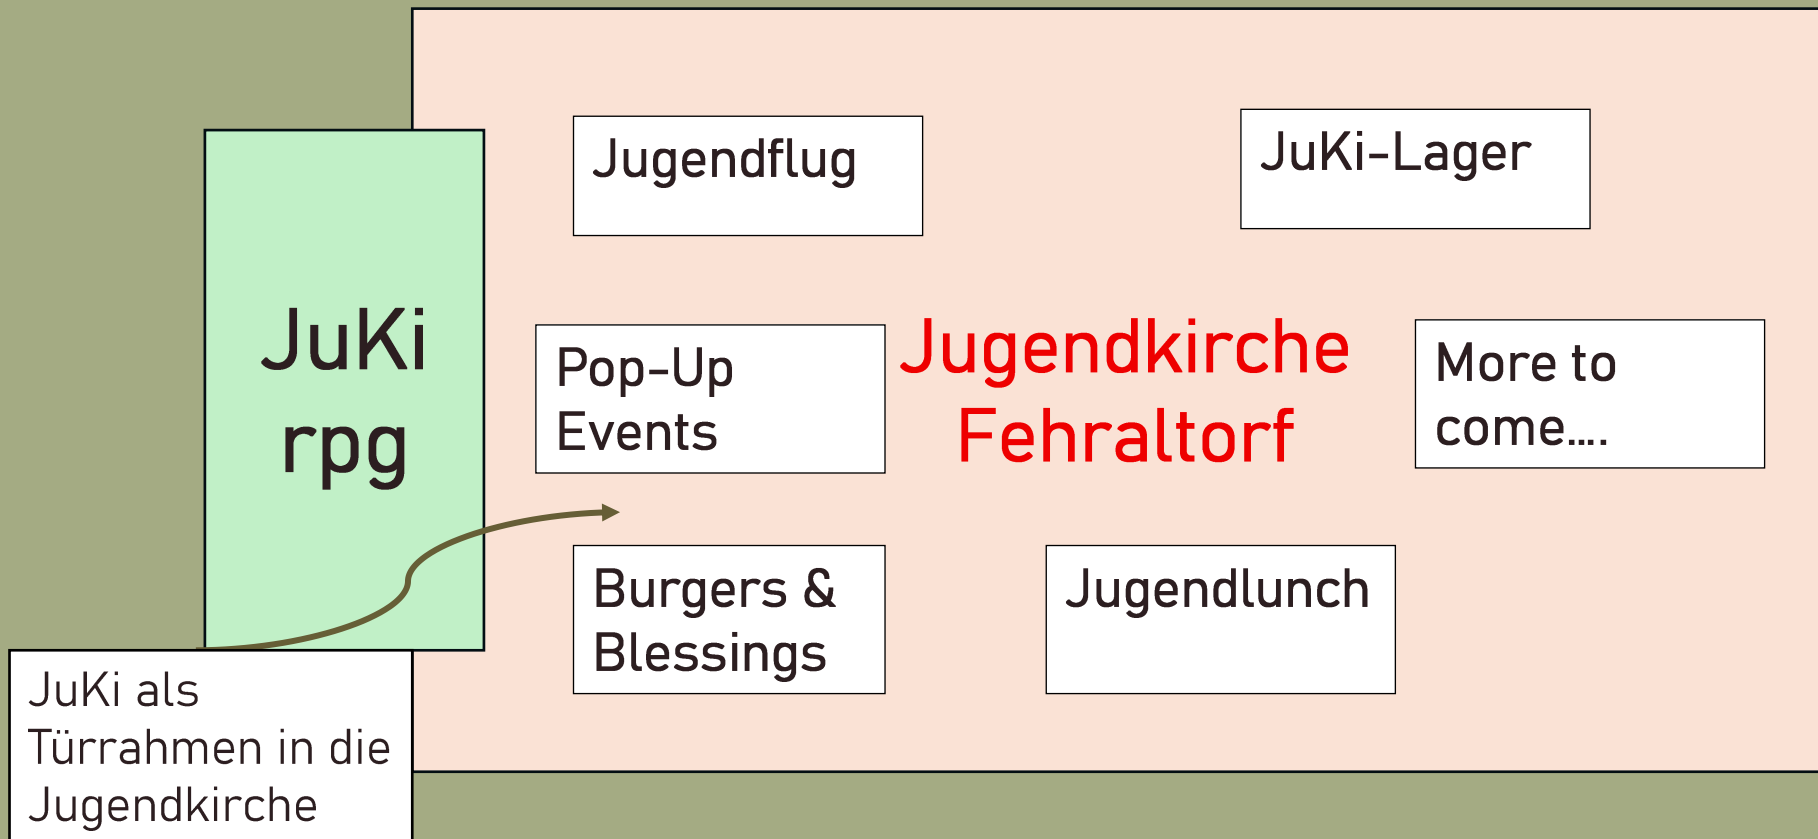 Jugendflug
JuKi-Lager
JuKi
rpg
Pop-Up
Events
Jugendkirche
Fehraltorf
More to
come....
Burgers &
Blessings
Jugendlunch
JuKi als
Türrahmen in die
Jugendkirche